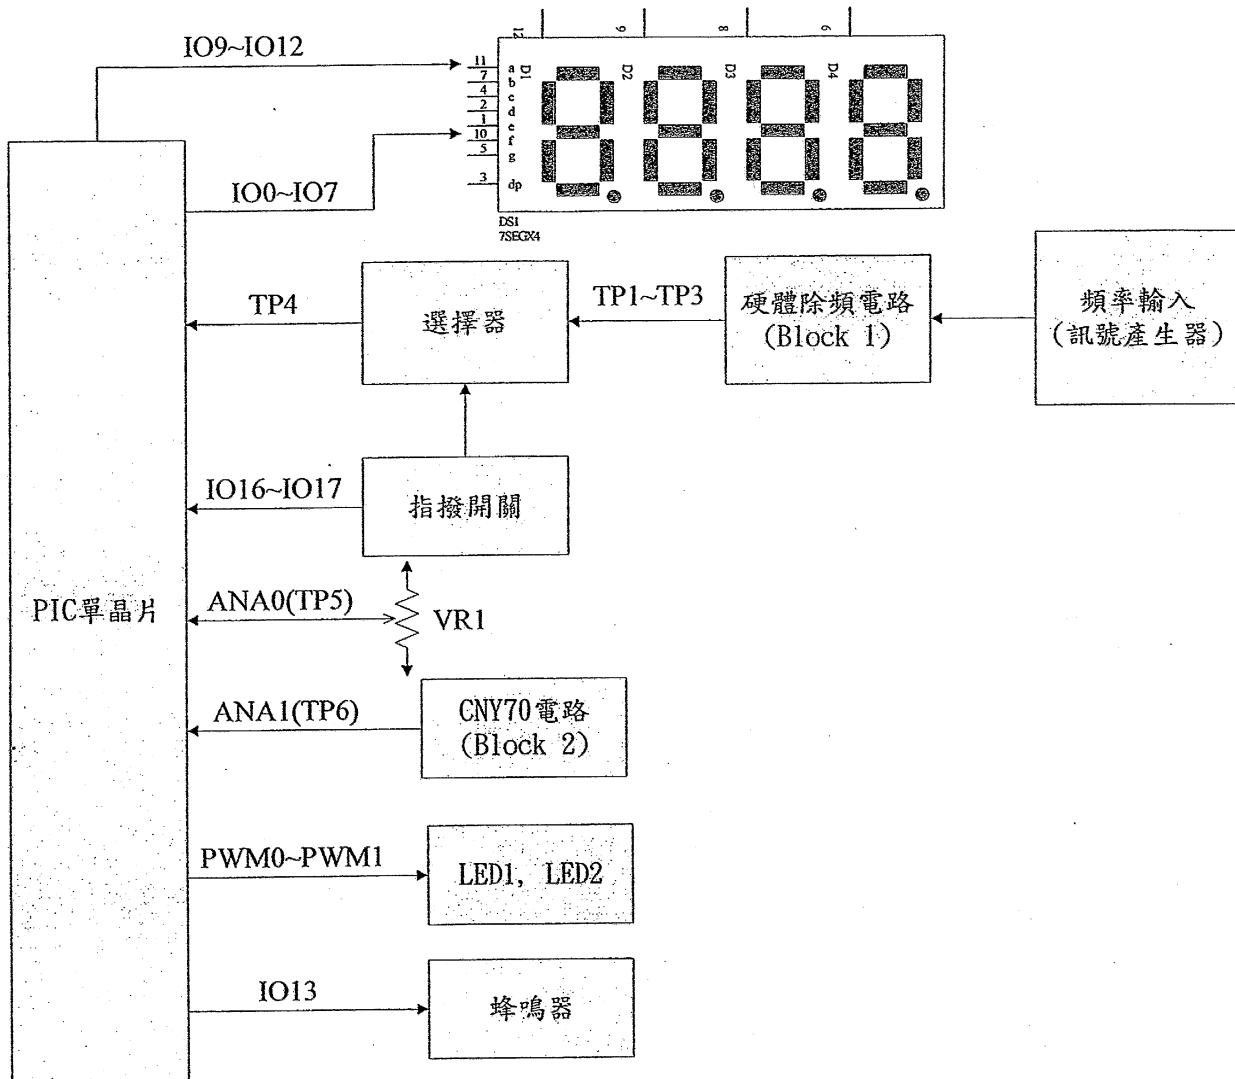 12
9
8
6
IO9~IO12
11
a
D1
D2
D3
D4
7
b
4
c
2
d
1
e
10
f
5
g
3
dp
IO0~IO7
DS1
7SEGX4
TP4
選擇器
TP1~TP3
硬體除頻電路
(Block 1)
頻率輸入
(訊號產生器)
IO16~IO17
指撥開關
PIC單晶片
ANA0(TP5)
VR1
ANA1(TP6)
CNY70電路
(Block 2)
PWM0~PWM1
LED1, LED2
IO13
蜂鳴器